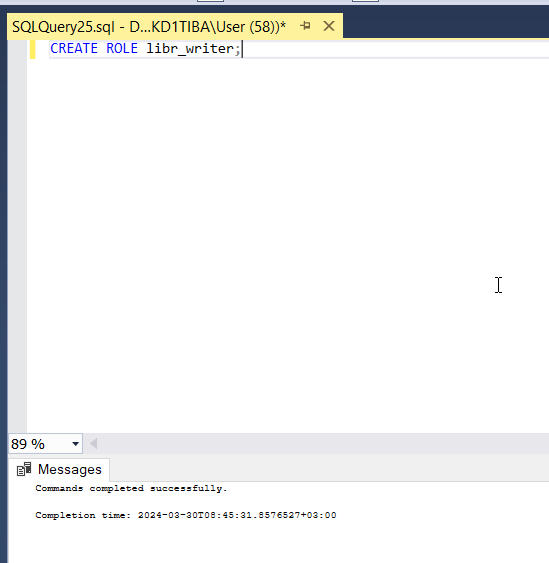 SQLQuery25.sql - D...KD1TIBA\User (58))*
CREATE ROLE libr_writer;
89 %
Messages
Commands completed successfully.
Completion time: 2024-03-30T08:45:31.8576527+03:00